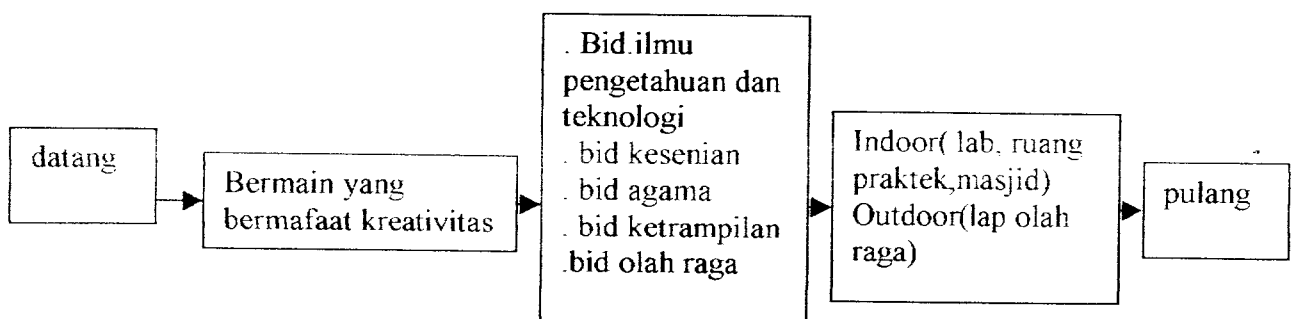 datang
Bermain yang
bermafaat kreativitas
. Bid.ilmu
pengetahuan dan
teknologi
. bid kesenian
. bid agama
. bid ketrampilan
.bid olah raga
Indoor( lab, ruang
praktek,masjid)
Outdoor(lap olah
raga)
pulang